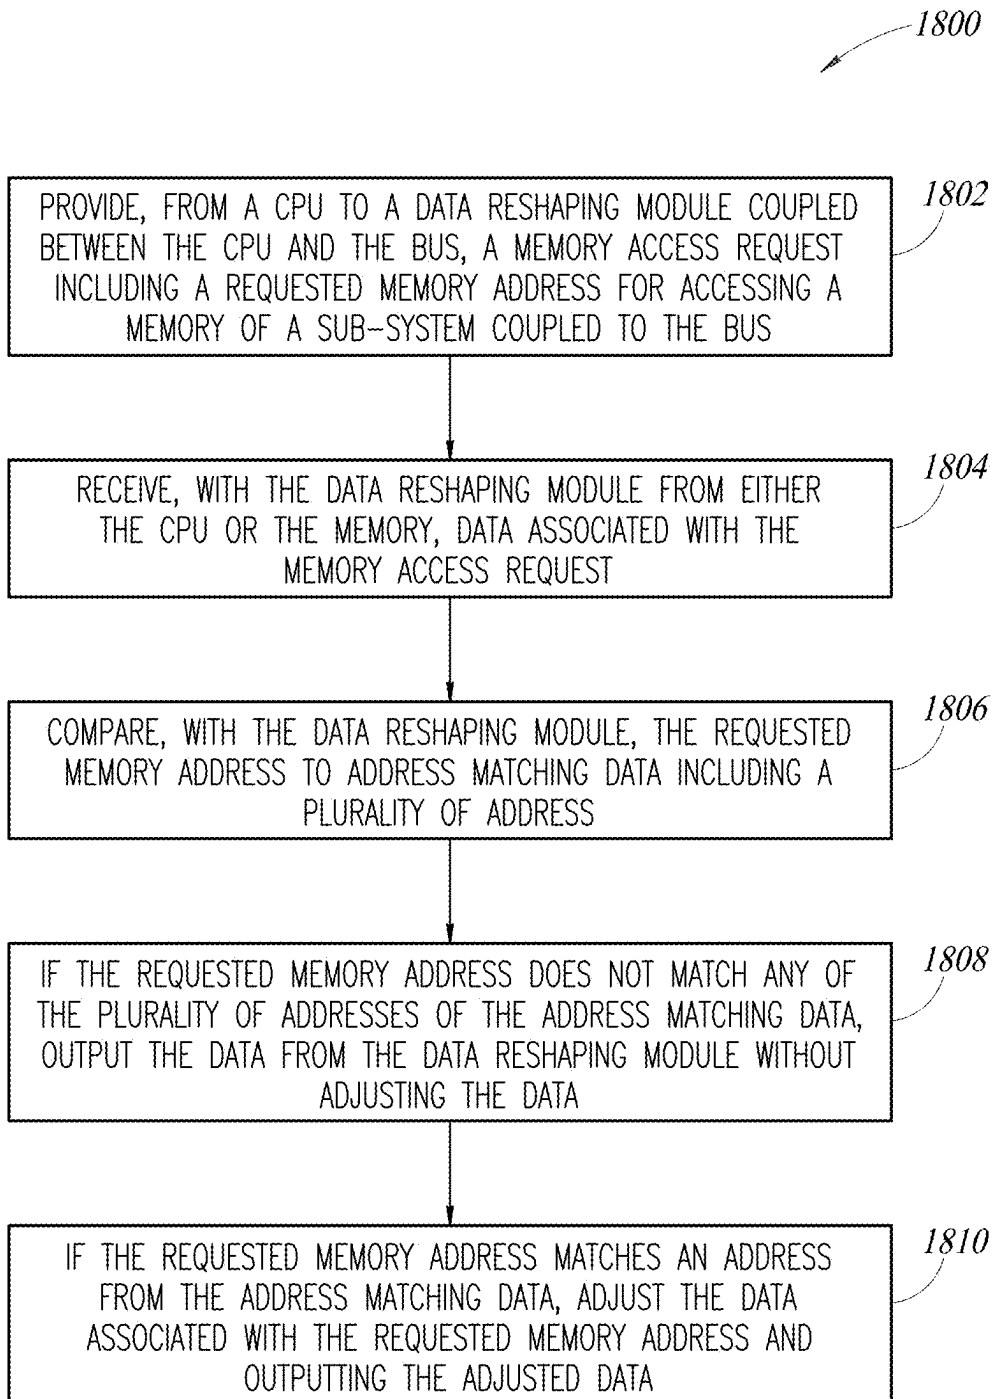 1800
PROVIDE, FROM A CPU TO A DATA RESHAPING MODULE COUPLED
BETWEEN THE CPU AND THE BUS, A MEMORY ACCESS REQUEST
INCLUDING A REQUESTED MEMORY ADDRESS FOR ACCESSING A
MEMORY OF A SUB-SYSTEM COUPLED TO THE BUS
1802
RECEIVE, WITH THE DATA RESHAPING MODULE FROM EITHER
THE CPU OR THE MEMORY, DATA ASSOCIATED WITH THE
MEMORY ACCESS REQUEST
1804
COMPARE, WITH THE DATA RESHAPING MODULE, THE REQUESTED
MEMORY ADDRESS TO ADDRESS MATCHING DATA INCLUDING A
PLURALITY OF ADDRESS
1806
IF THE REQUESTED MEMORY ADDRESS DOES NOT MATCH ANY OF
THE PLURALITY OF ADDRESSES OF THE ADDRESS MATCHING DATA,
OUTPUT THE DATA FROM THE DATA RESHAPING MODULE WITHOUT
ADJUSTING THE DATA
1808
IF THE REQUESTED MEMORY ADDRESS MATCHES AN ADDRESS
FROM THE ADDRESS MATCHING DATA, ADJUST THE DATA
ASSOCIATED WITH THE REQUESTED MEMORY ADDRESS AND
OUTPUTTING THE ADJUSTED DATA
1810